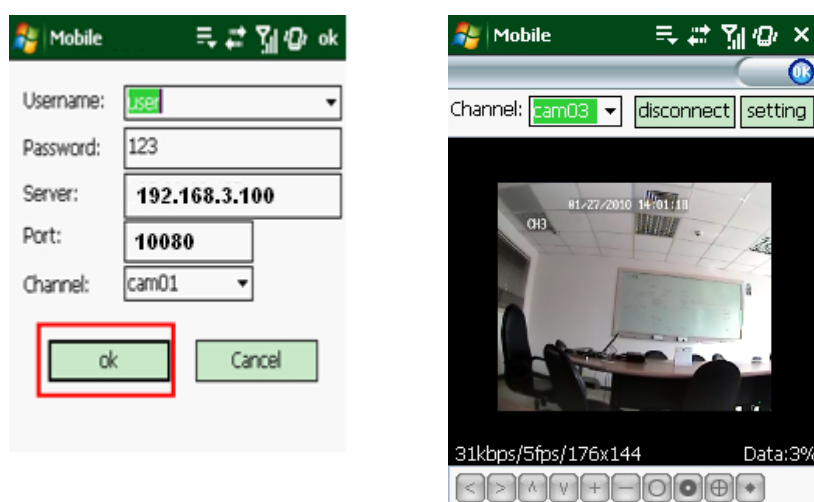 Mobile ok
Username: user
Password: 123
Server: 192.168.3.100
Port: 10080
Channel: cam01
ok Cancel
Mobile
OK
Channel: cam03 disconnect setting
01/27/2010 14:01:18
CH3
31kbps/5fps/176x144 Data:3%